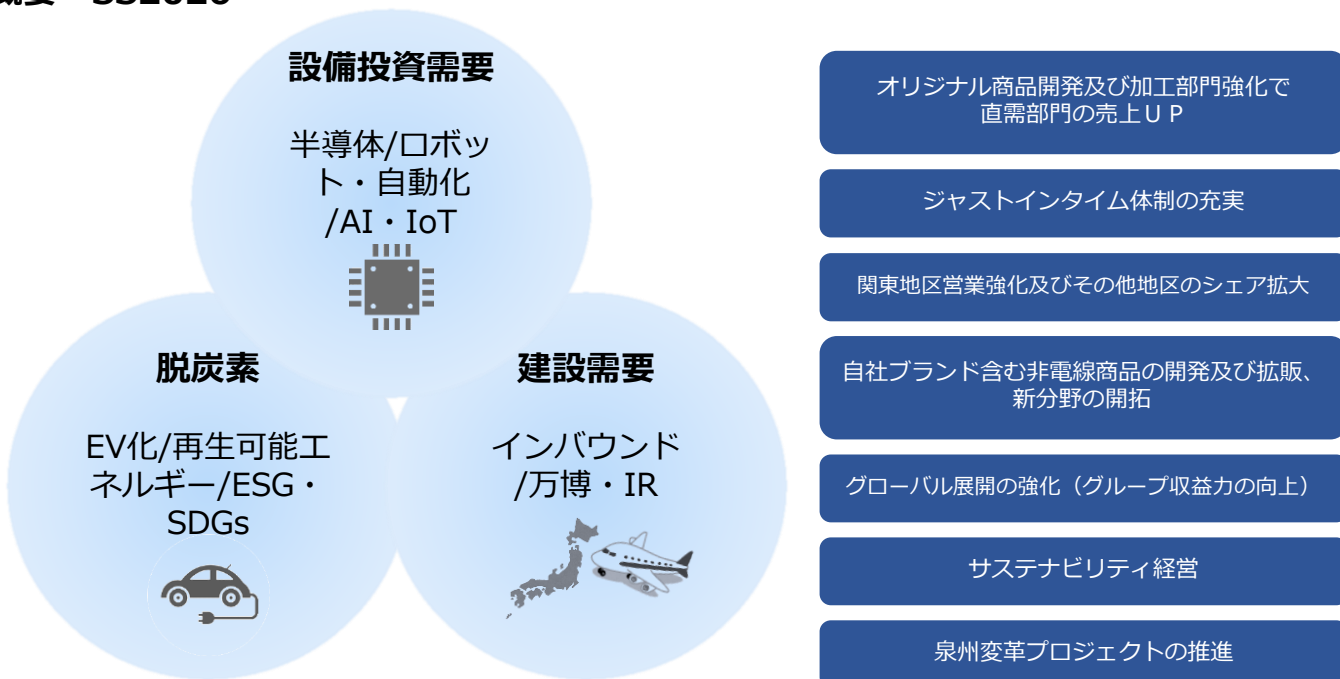 設備投資需要
半導体/ロボッ
ト・自動化
/AI・IoT
脱炭素
EV化/再生可能エ
ネルギー/ESG・
SDGs
建設需要
インバウンド
/万博・IR
オリジナル商品開発及び加工部門強化で
直需部門の売上ＵＰ
ジャストインタイム体制の充実
関東地区営業強化及びその他地区のシェア拡大
自社ブランド含む非電線商品の開発及び拡販、
新分野の開拓
グローバル展開の強化（グループ収益力の向上）
サステナビリティ経営
泉州変革プロジェクトの推進